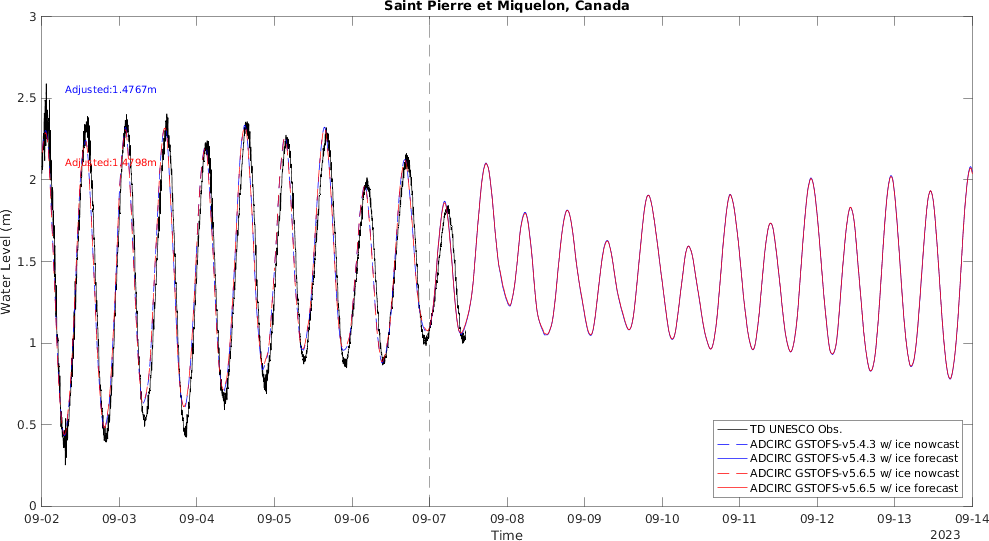 Saint Pierre et Miquelon, Canada
3
2.5
2
1.5
1
0.5
0
Water Level (m)
Adjusted:1.4767m
Adjusted:1.4798m
TD UNESCO Obs.
ADCIRC GSTOFS-v5.4.3 w/ ice nowcast
ADCIRC GSTOFS-v5.4.3 w/ ice forecast
ADCIRC GSTOFS-v5.6.5 w/ ice nowcast
ADCIRC GSTOFS-v5.6.5 w/ ice forecast
09-02 09-03 09-04 09-05 09-06 09-07 09-08 09-09 09-10 09-11 09-12 09-13 09-14
Time
2023